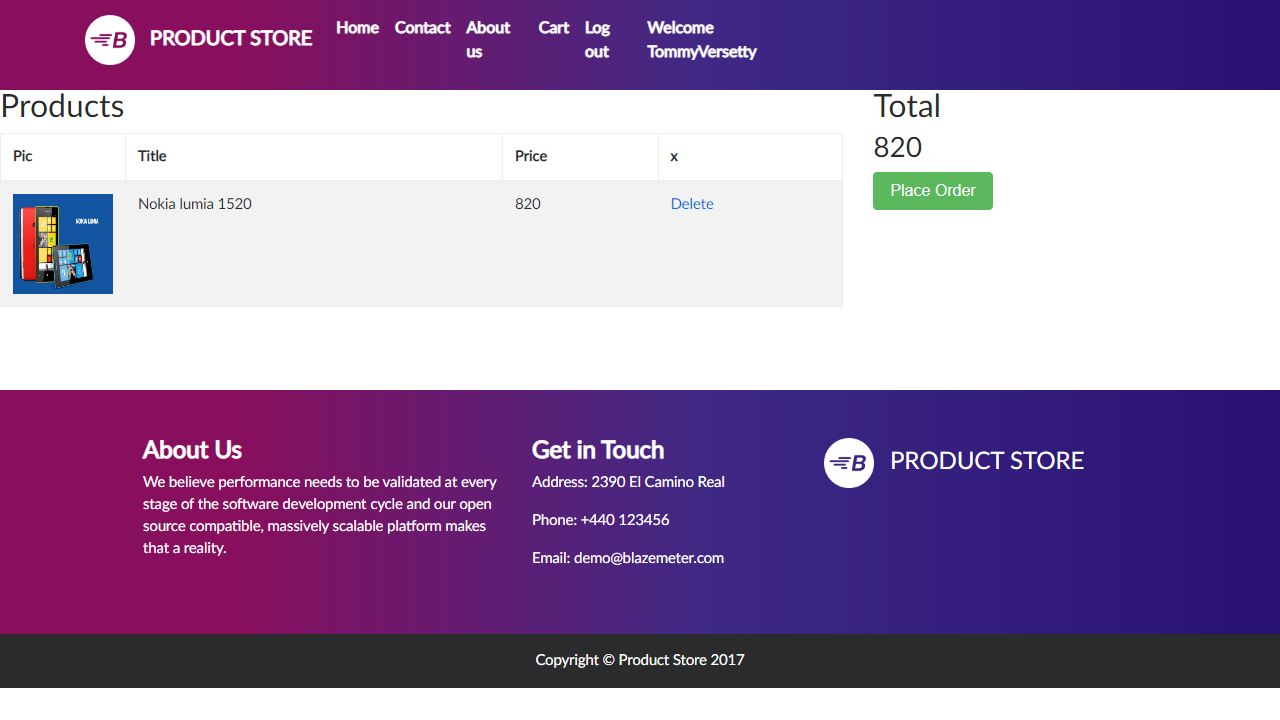 B PRODUCT STORE Home Contact About us Cart Log out Welcome TommyVersetty
Products
Pic Title Price x
NOKIA LUMIA
Nokia lumia 1520 820 Delete
Total
820
Place Order
About Us
We believe performance needs to be validated at every
stage of the software development cycle and our open
source compatible, massively scalable platform makes
that a reality.
Get in Touch
Address: 2390 El Camino Real
Phone: +440 123456
Email: demo@blazemeter.com
B PRODUCT STORE
Copyright © Product Store 2017